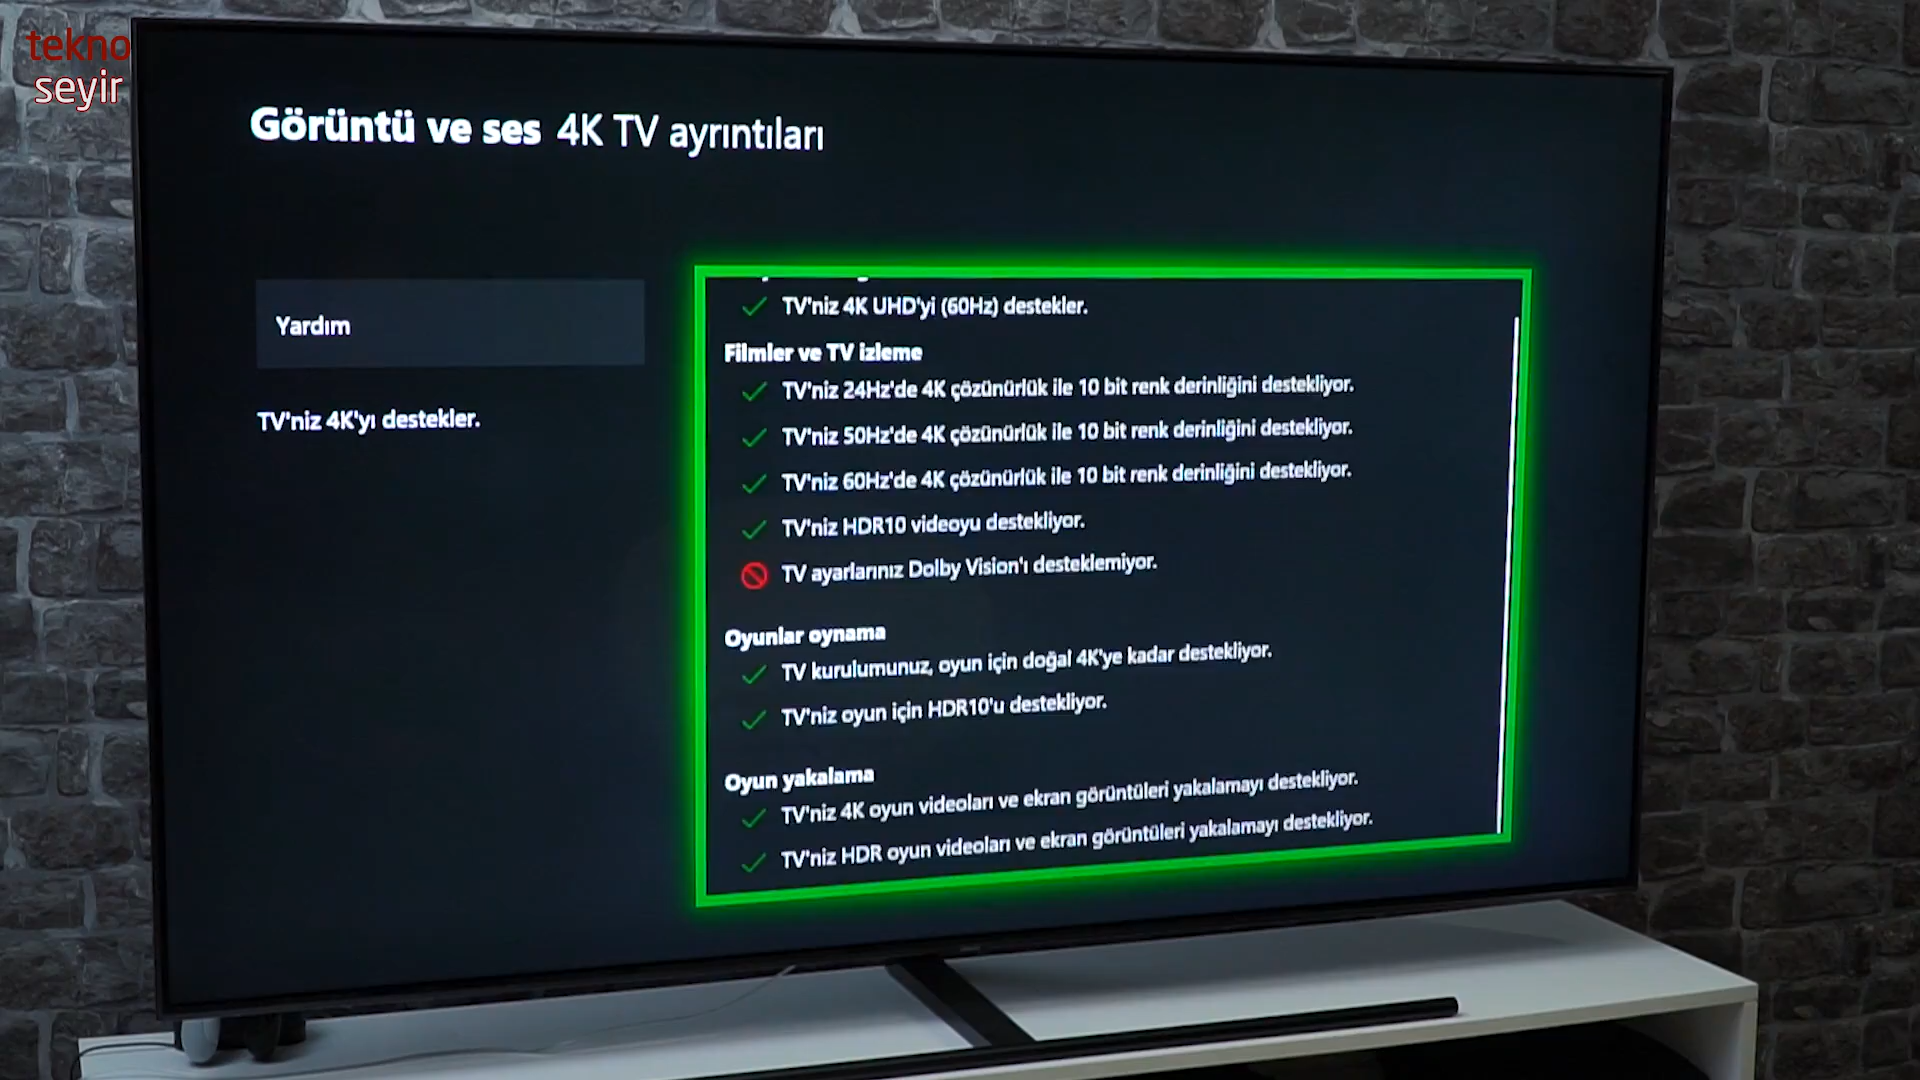 tekno
seyir
Görüntü ve ses 4K TV ayrıntıları
Yardım
TV'niz 4K'yı destekler.
TV'niz 4K UHD'yi (60Hz) destekler.
Filmler ve TV izleme
TV'niz 24Hz'de 4K çözünürlük ile 10 bit renk derinliğini destekliyor.
TV'niz 50Hz'de 4K çözünürlük ile 10 bit renk derinliğini destekliyor.
TV'niz 60Hz'de 4K çözünürlük ile 10 bit renk derinliğini destekliyor.
TV'niz HDR10 videoyu destekliyor.
TV ayarlarınız Dolby Vision'ı desteklemiyor.
Oyunlar oynama
TV kurulumunuz, oyun için doğal 4K'ye kadar destekliyor.
TV'niz oyun için HDR10'u destekliyor.
Oyun yakalama
TV'niz 4K oyun videoları ve ekran görüntüleri yakalamayı destekliyor.
TV'niz HDR oyun videoları ve ekran görüntüleri yakalamayı destekliyor.